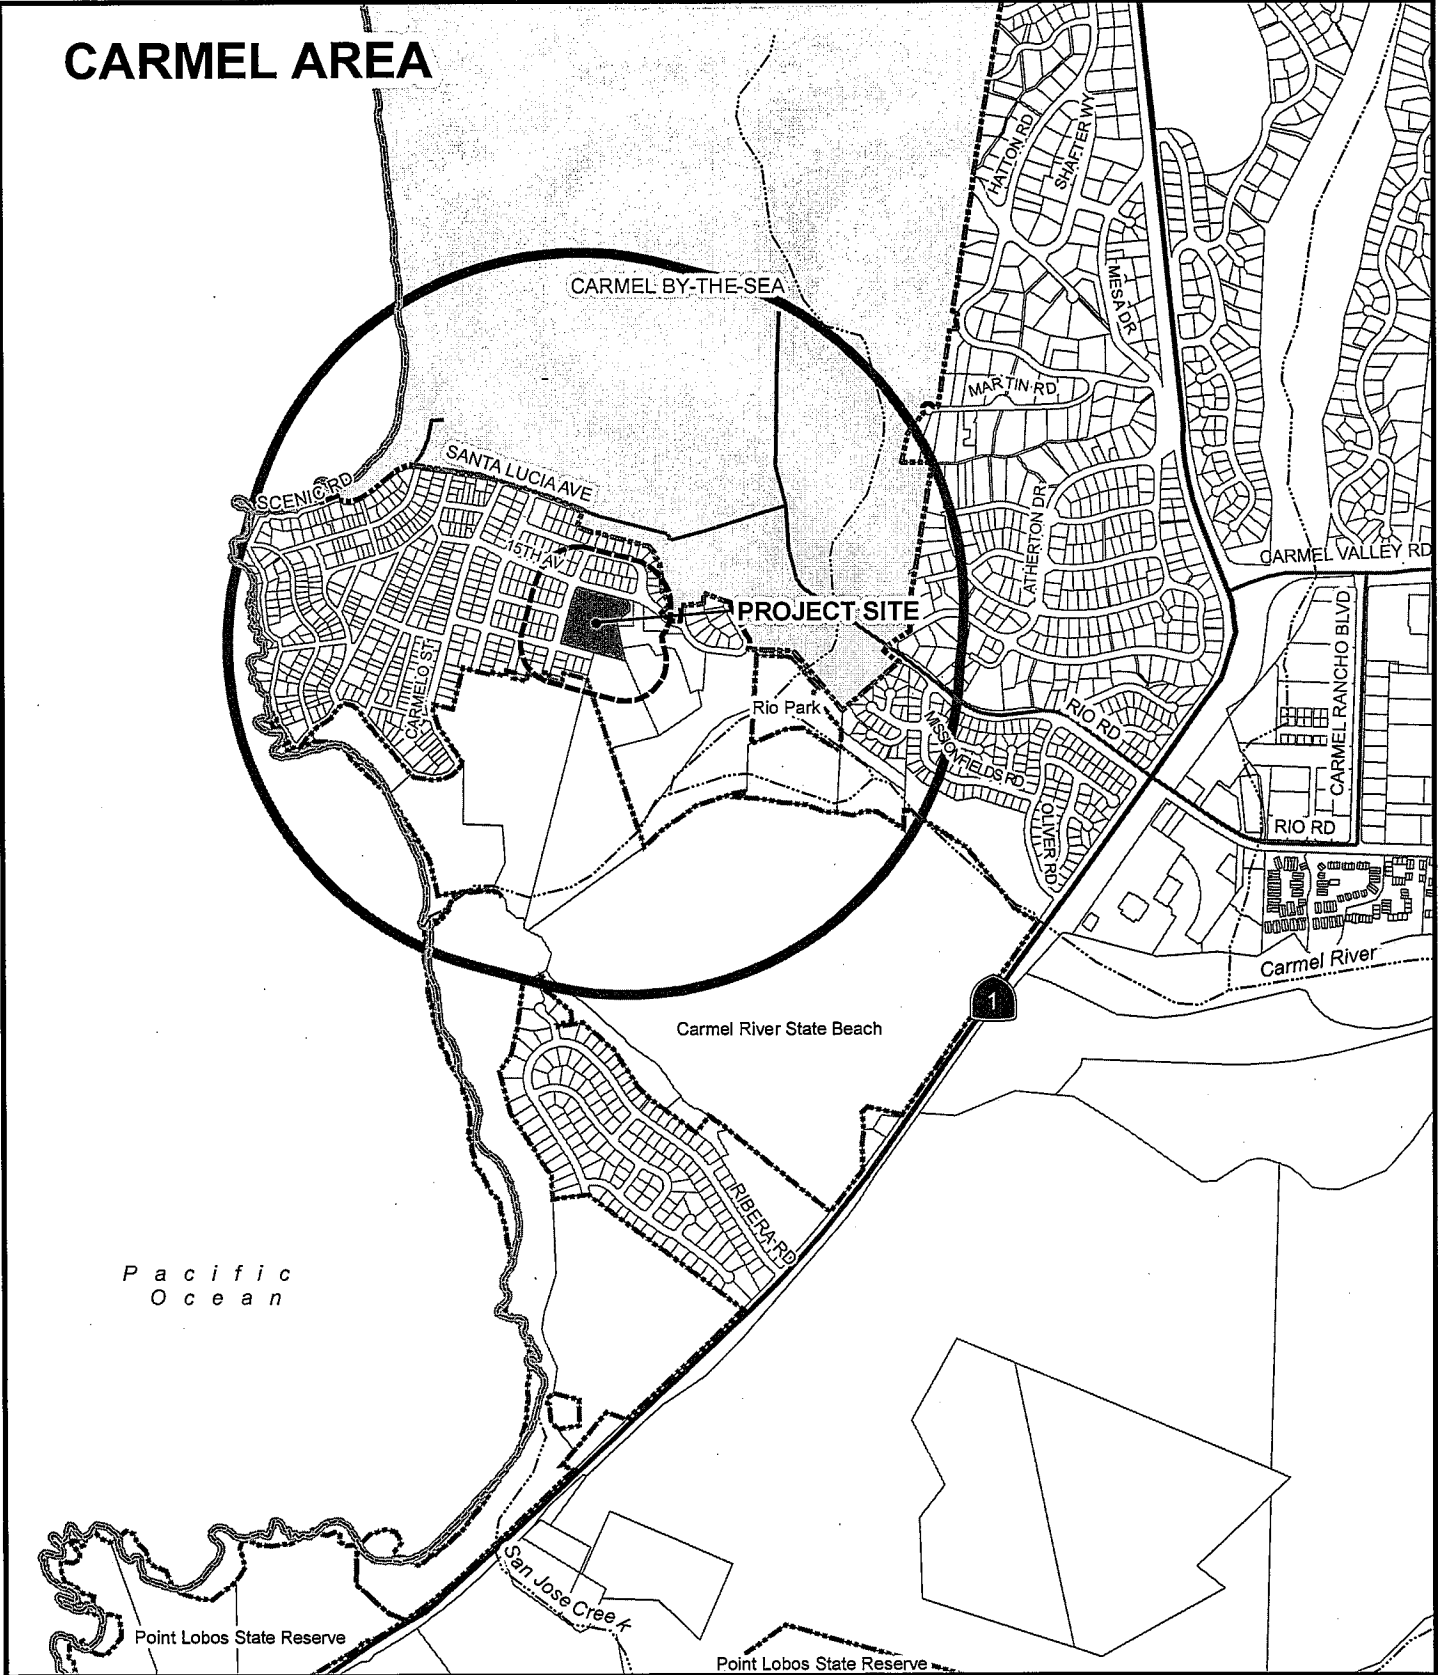 CARMEL AREA
HATTON RD
SHAFTER WY
CARMEL BY-THE-SEA
MESA DR
MARTIN RD
SANTA LUCIA AVE
SCENIC RD
ATHERTON DR
15TH AV
CARMEL VALLEY RD
PROJECT SITE
CARMEL RANCHO BLVD
CARMELO ST
Rio Park
RIO RD
MISSION FIELDS RD
OLIVER RD
RIO RD
Carmel River
1
Carmel River State Beach
RIBERA RD
Pacific
Ocean
San Jose Creek
Point Lobos State Reserve
Point Lobos State Reserve